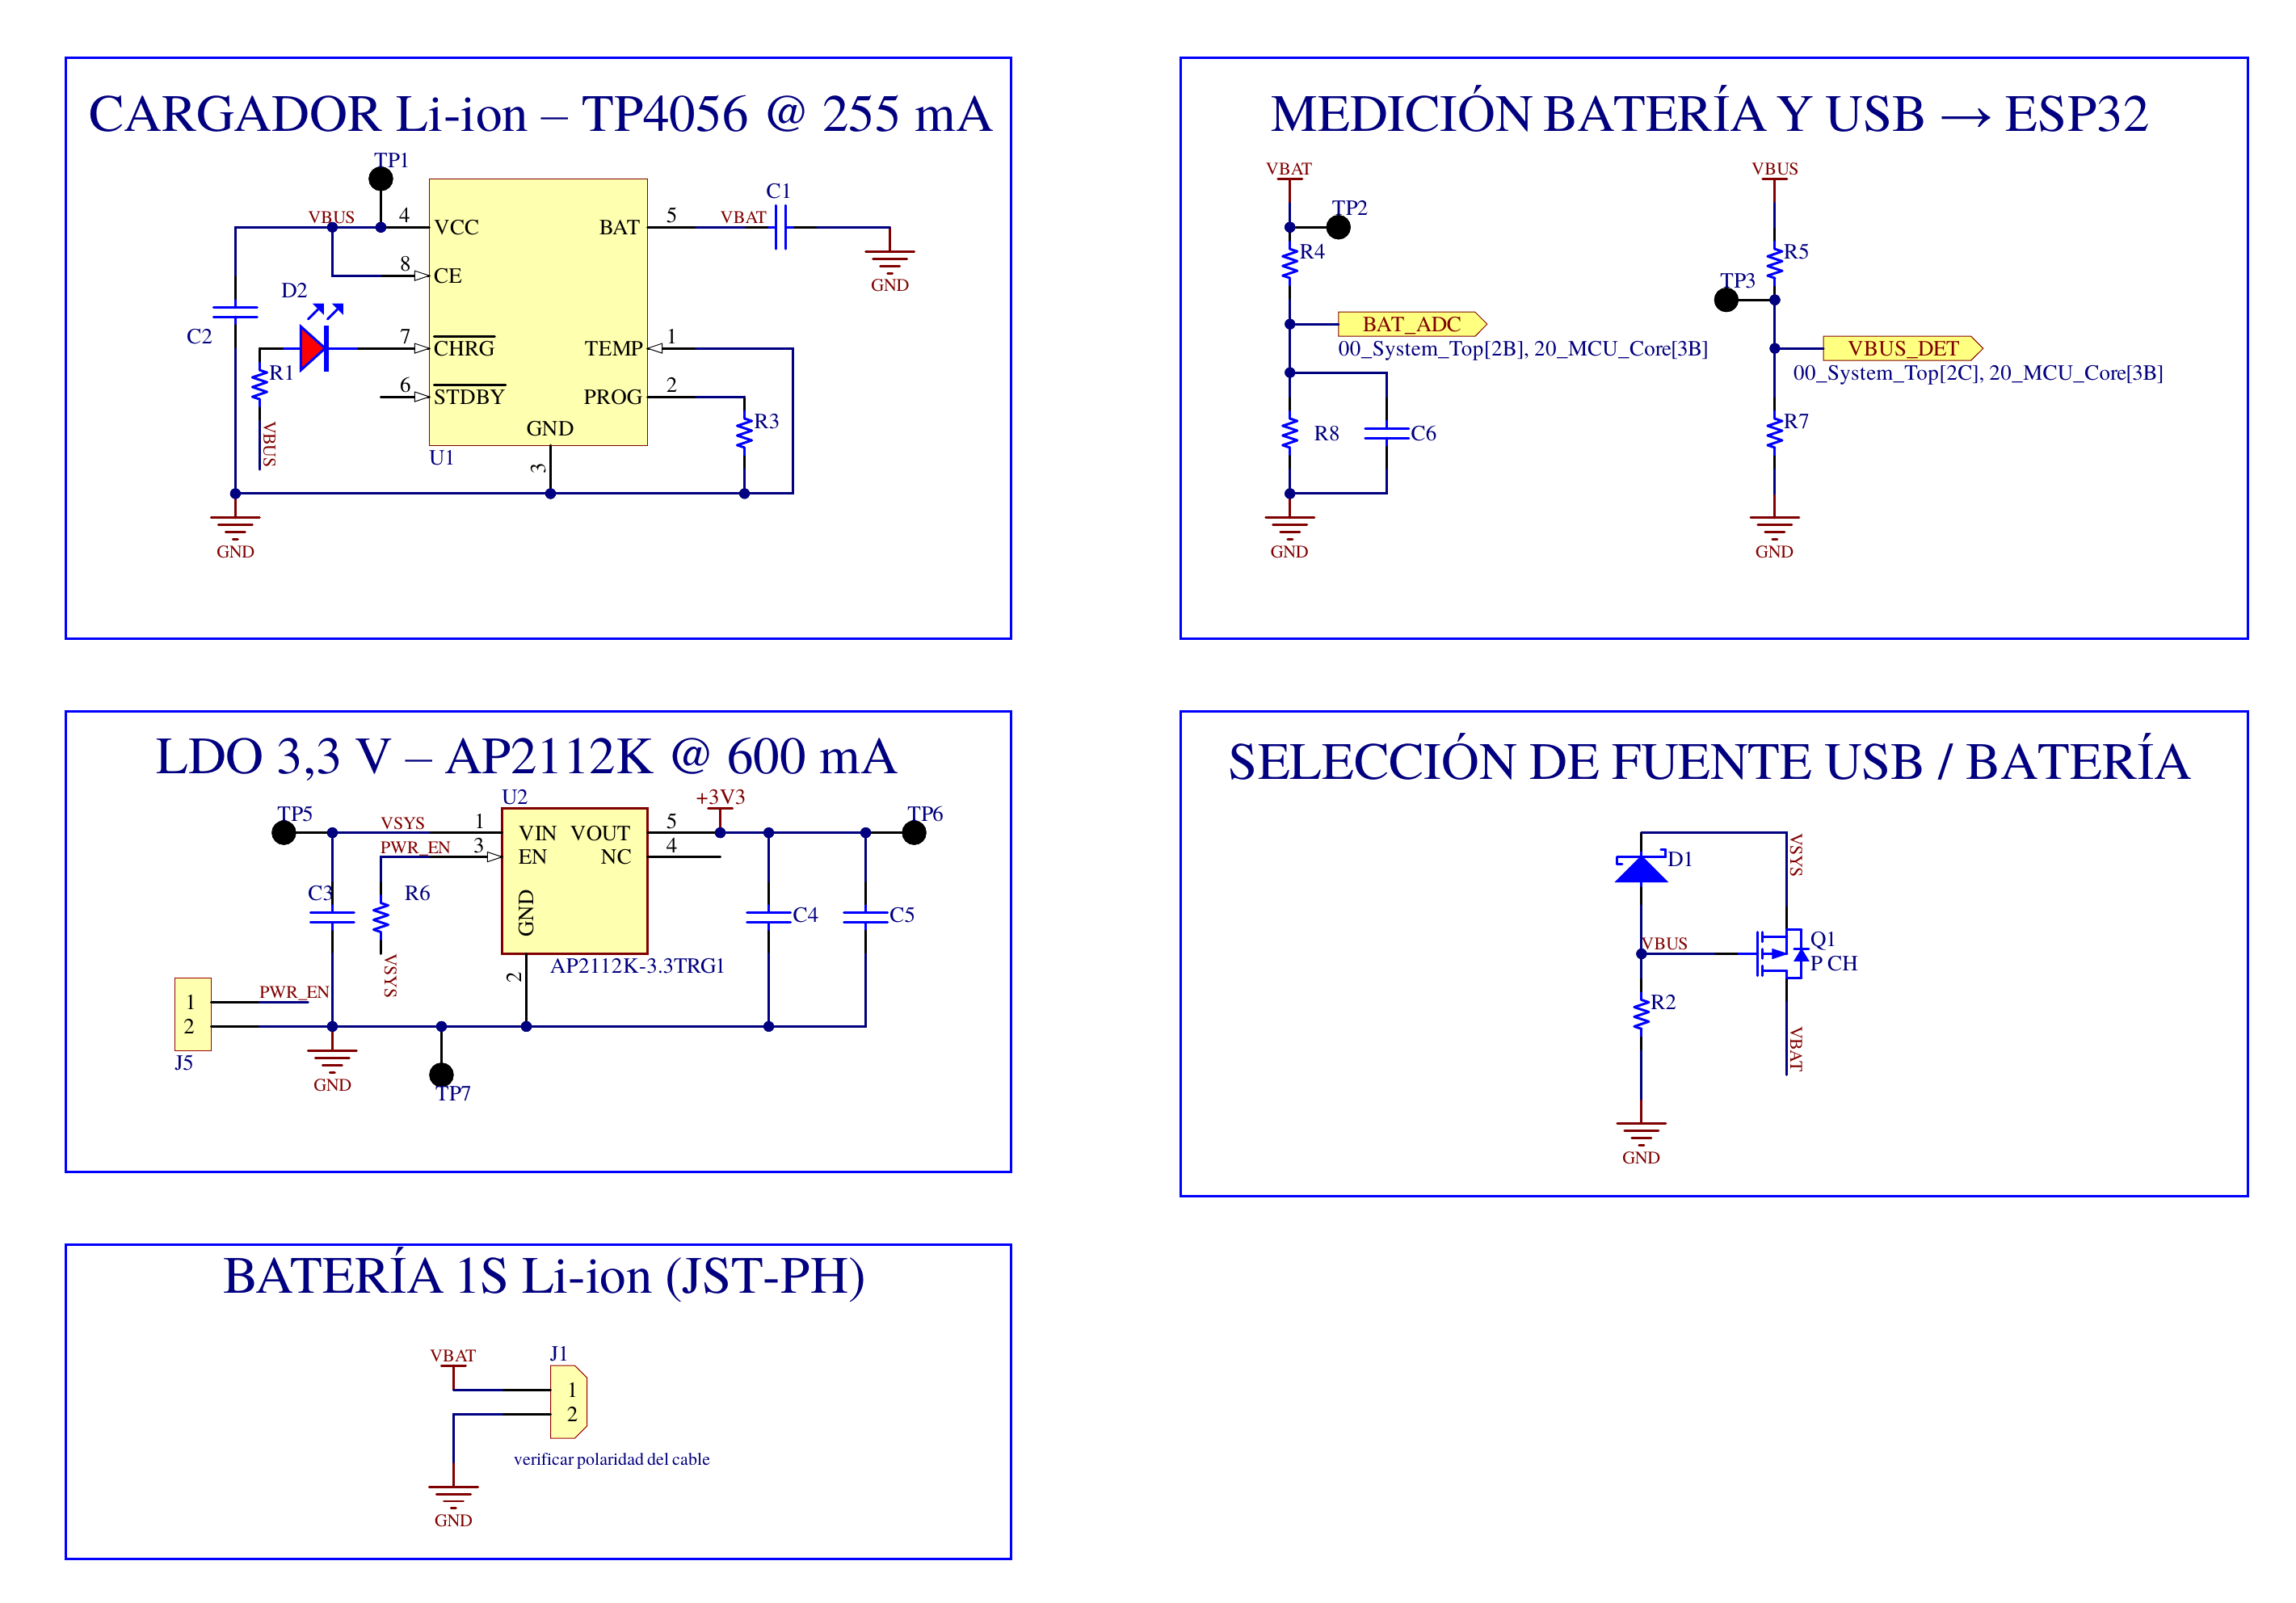 CARGADOR Li-ion – TP4056 @ 255 mA
TP1
VBUS
4
VCC
8
CE
D2
C2
7
CHRG
R1
6
STDBY
VBUS
GND
U1
3
BAT
5
VBAT
C1
GND
TEMP
1
PROG
2
R3
GND
MEDICIÓN BATERÍA Y USB → ESP32
VBAT
TP2
R4
BAT_ADC
00_System_Top[2B], 20_MCU_Core[3B]
R8
C6
GND
VBUS
R5
TP3
VBUS_DET
00_System_Top[2C], 20_MCU_Core[3B]
R7
GND
LDO 3,3 V – AP2112K @ 600 mA
U2
+3V3
TP5
VSYS
1
VIN
VOUT
5
TP6
PWR_EN
3
EN
NC
4
C3
R6
GND
C4
C5
VSYS
2
AP2112K-3.3TRG1
1
PWR_EN
2
J5
GND
TP7
SELECCIÓN DE FUENTE USB / BATERÍA
D1
VSYS
VBUS
Q1
P CH
R2
VBAT
GND
BATERÍA 1S Li-ion (JST-PH)
VBAT
J1
1
2
verificar polaridad del cable
GND